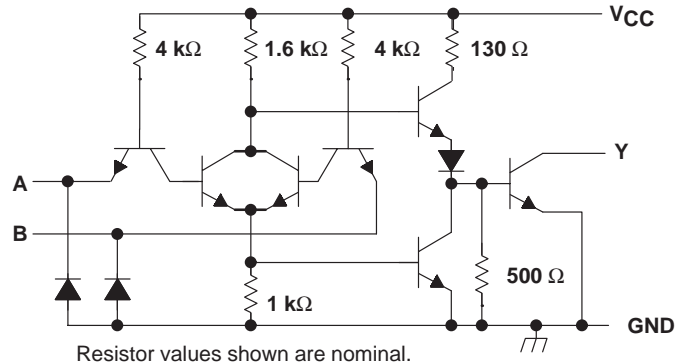 VCC
4 kΩ
1.6 kΩ
4 kΩ
130 Ω
A
Y
B
500 Ω
1 kΩ
GND
Resistor values shown are nominal.